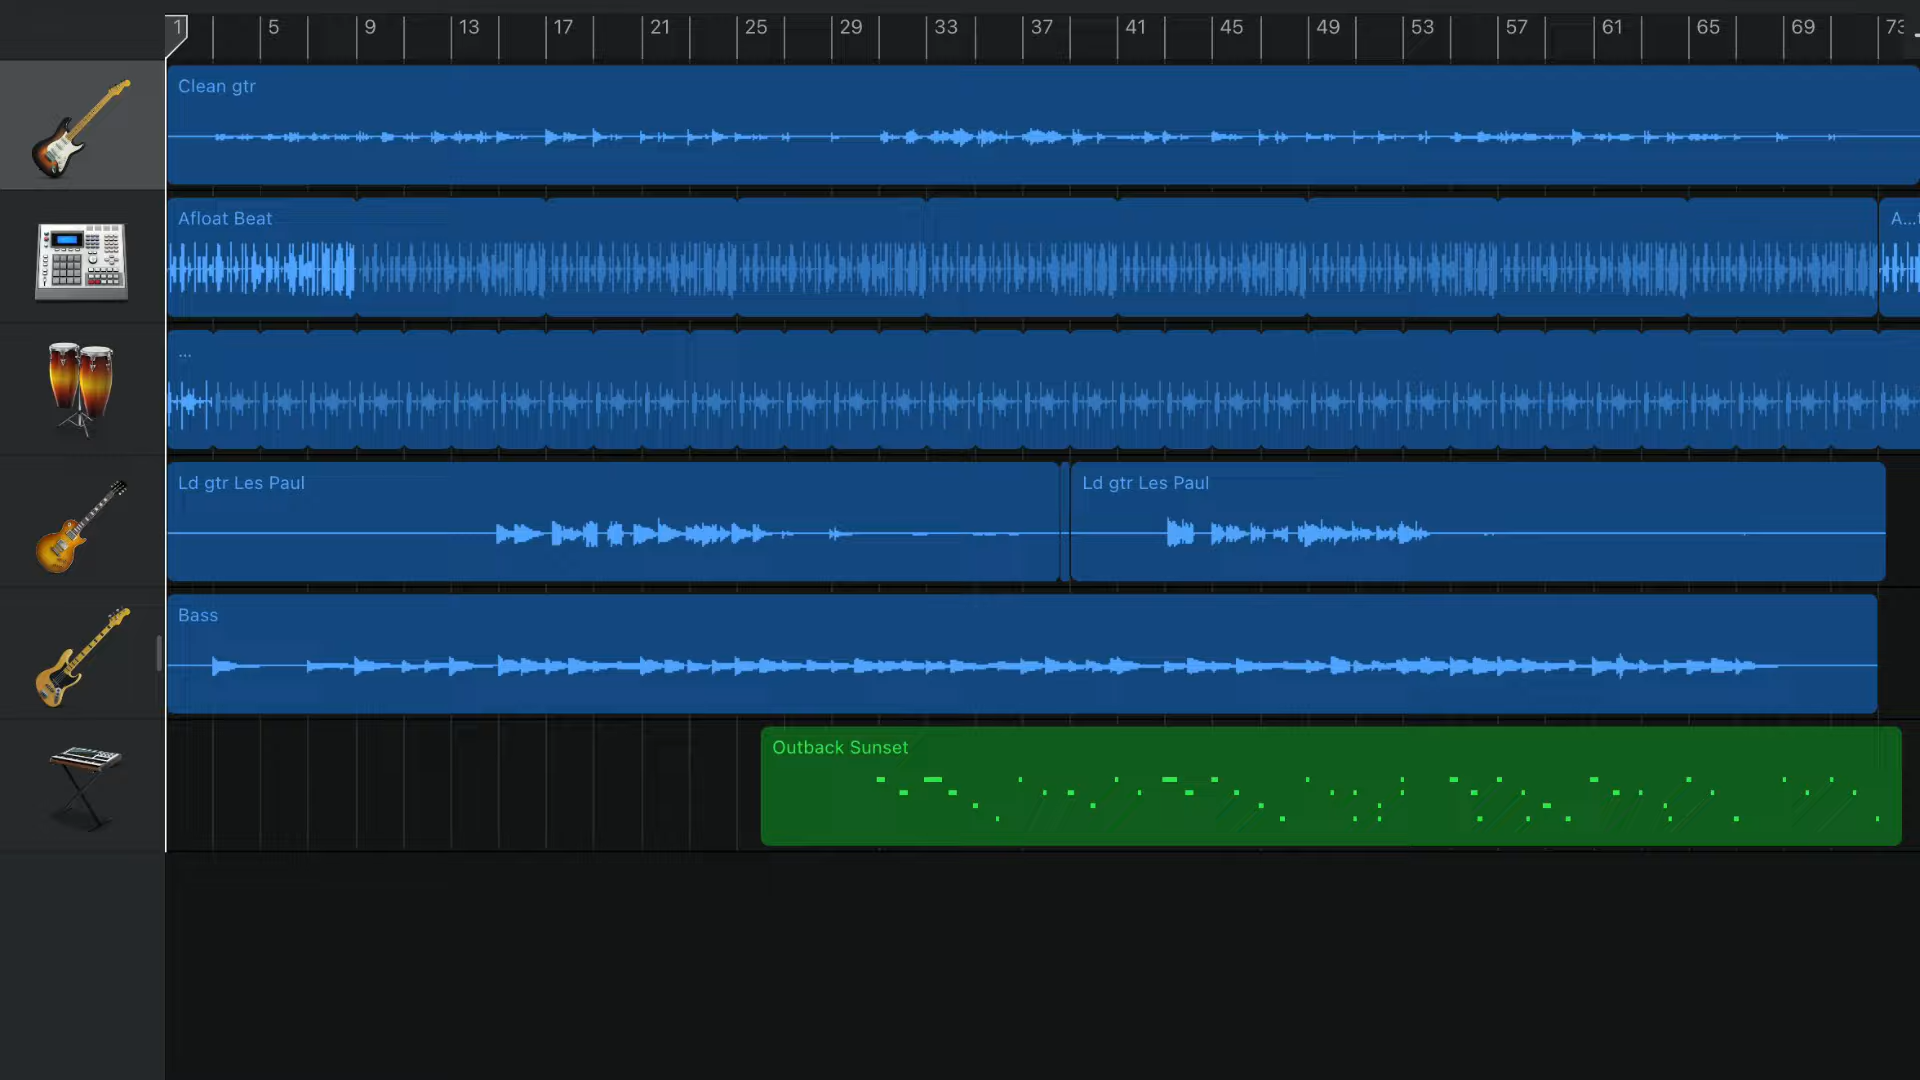 1 5 9 13 17 21 25 29 33 37 41 45 49 53 57 61 65 69 73
Clean gtr
Afloat Beat
A...
...
Ld gtr Les Paul
Ld gtr Les Paul
Bass
Outback Sunset